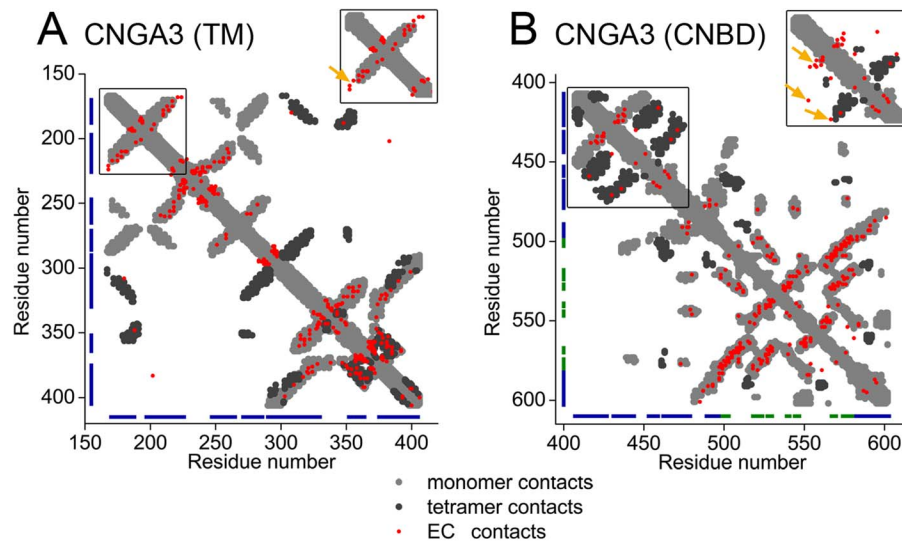 A CNGA3 (TM)
150
200
250
300
350
400
Residue number
150 200 250 300 350 400
Residue number
B CNGA3 (CNBD)
400
450
500
550
600
Residue number
400 450 500 550 600
Residue number
monomer contacts
tetramer contacts
EC contacts